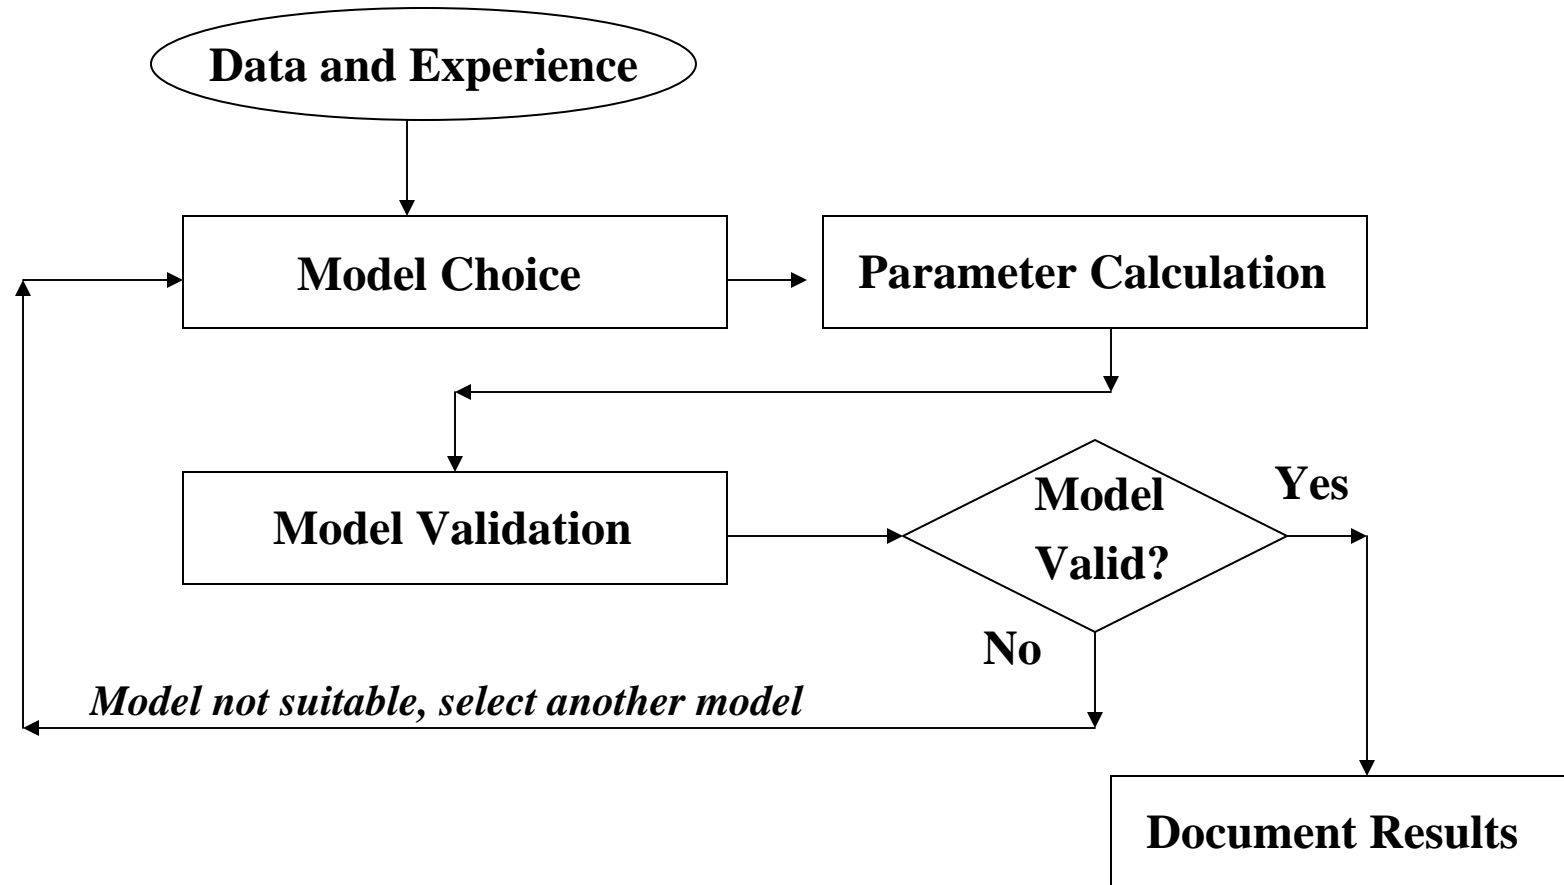 Data and Experience
Model Choice
Parameter Calculation
Model Validation
Model
Valid?
Yes
No
Model not suitable, select another model
Document Results